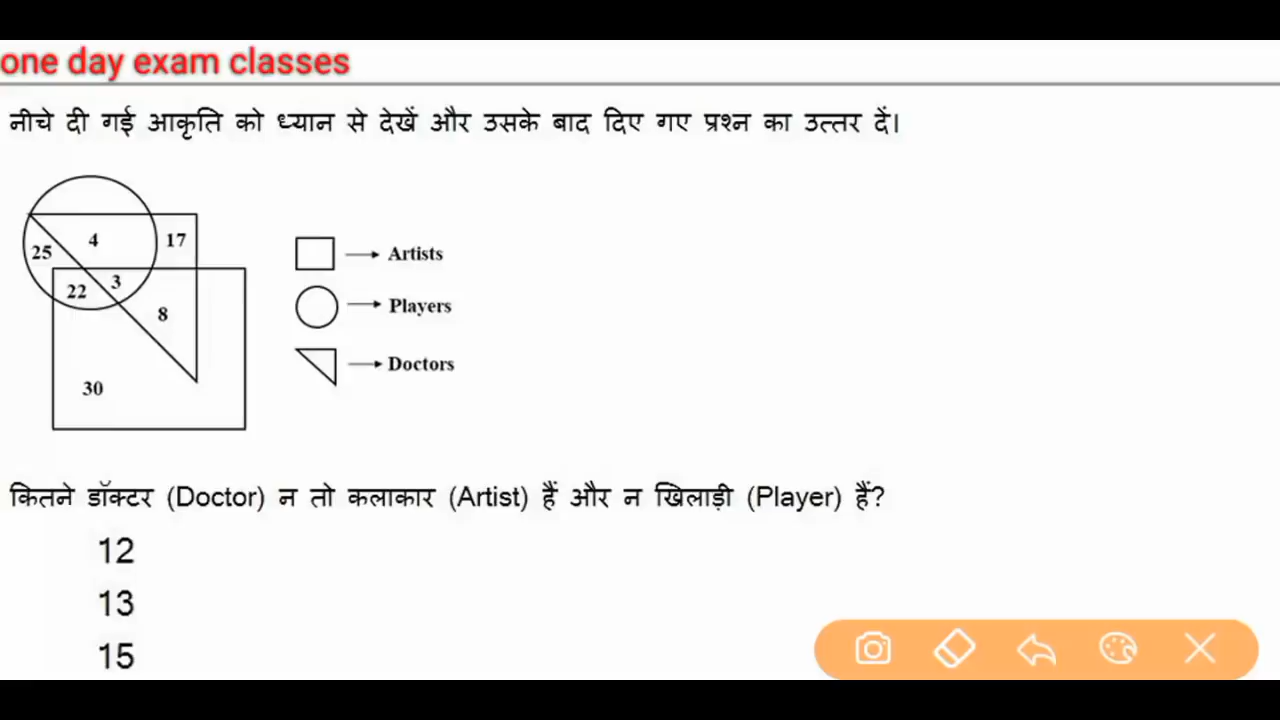 one day exam classes
नीचे दी गई आकृति को ध्यान से देखें और उसके बाद दिए गए प्रश्न का उत्तर दें।
4
17
25
3
22
8
30
Artists
Players
Doctors
कितने डॉक्टर (Doctor) न तो कलाकार (Artist) हैं और न खिलाड़ी (Player) हैं?
12
13
15